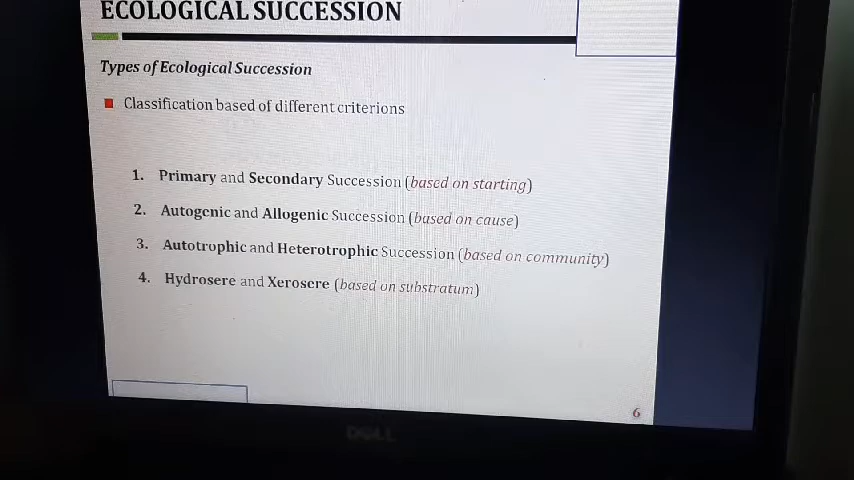 ECOLOGICAL SUCCESSION
Types of Ecological Succession
Classification based of different criterions
1. Primary and Secondary Succession (based on starting)
2. Autogenic and Allogenic Succession (based on cause)
3. Autotrophic and Heterotrophic Succession (based on community)
4. Hydrosere and Xerosere (based on substratum)
6
DELL